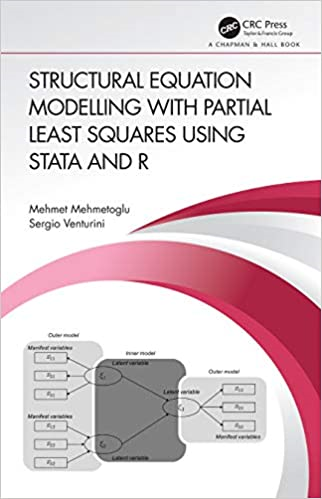 CRC
CRC Press
Taylor & Francis Group
A CHAPMAN & HALL BOOK
STRUCTURAL EQUATION
MODELLING WITH PARTIAL
LEAST SQUARES USING
STATA AND R
Mehmet Mehmetoglu
Sergio Venturini
Outer model
Manifest variables
Latent variable
Inner model
Outer model
Latent variable
Manifest variables
Manifest variables
Latent variable